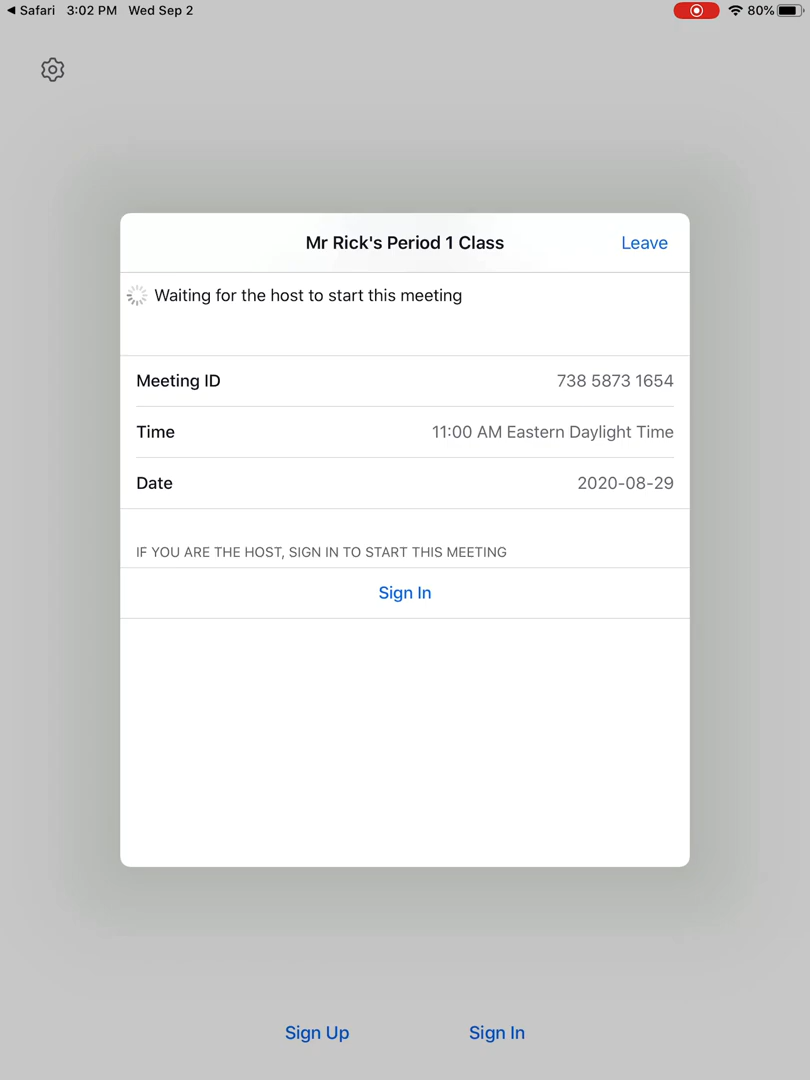 ◀ Safari 3:02 PM Wed Sep 2 80%
Mr Rick's Period 1 Class Leave
Waiting for the host to start this meeting
Meeting ID 738 5873 1654
Time 11:00 AM Eastern Daylight Time
Date 2020-08-29
IF YOU ARE THE HOST, SIGN IN TO START THIS MEETING
Sign In
Sign Up Sign In